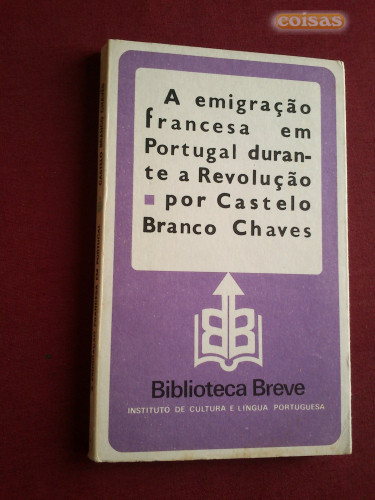 coisas
A emigração
francesa em
Portugal duran-
te a Revolução
por Castelo
Branco Chaves
BB
Biblioteca Breve
INSTITUTO DE CULTURA E LÍNGUA PORTUGUESA